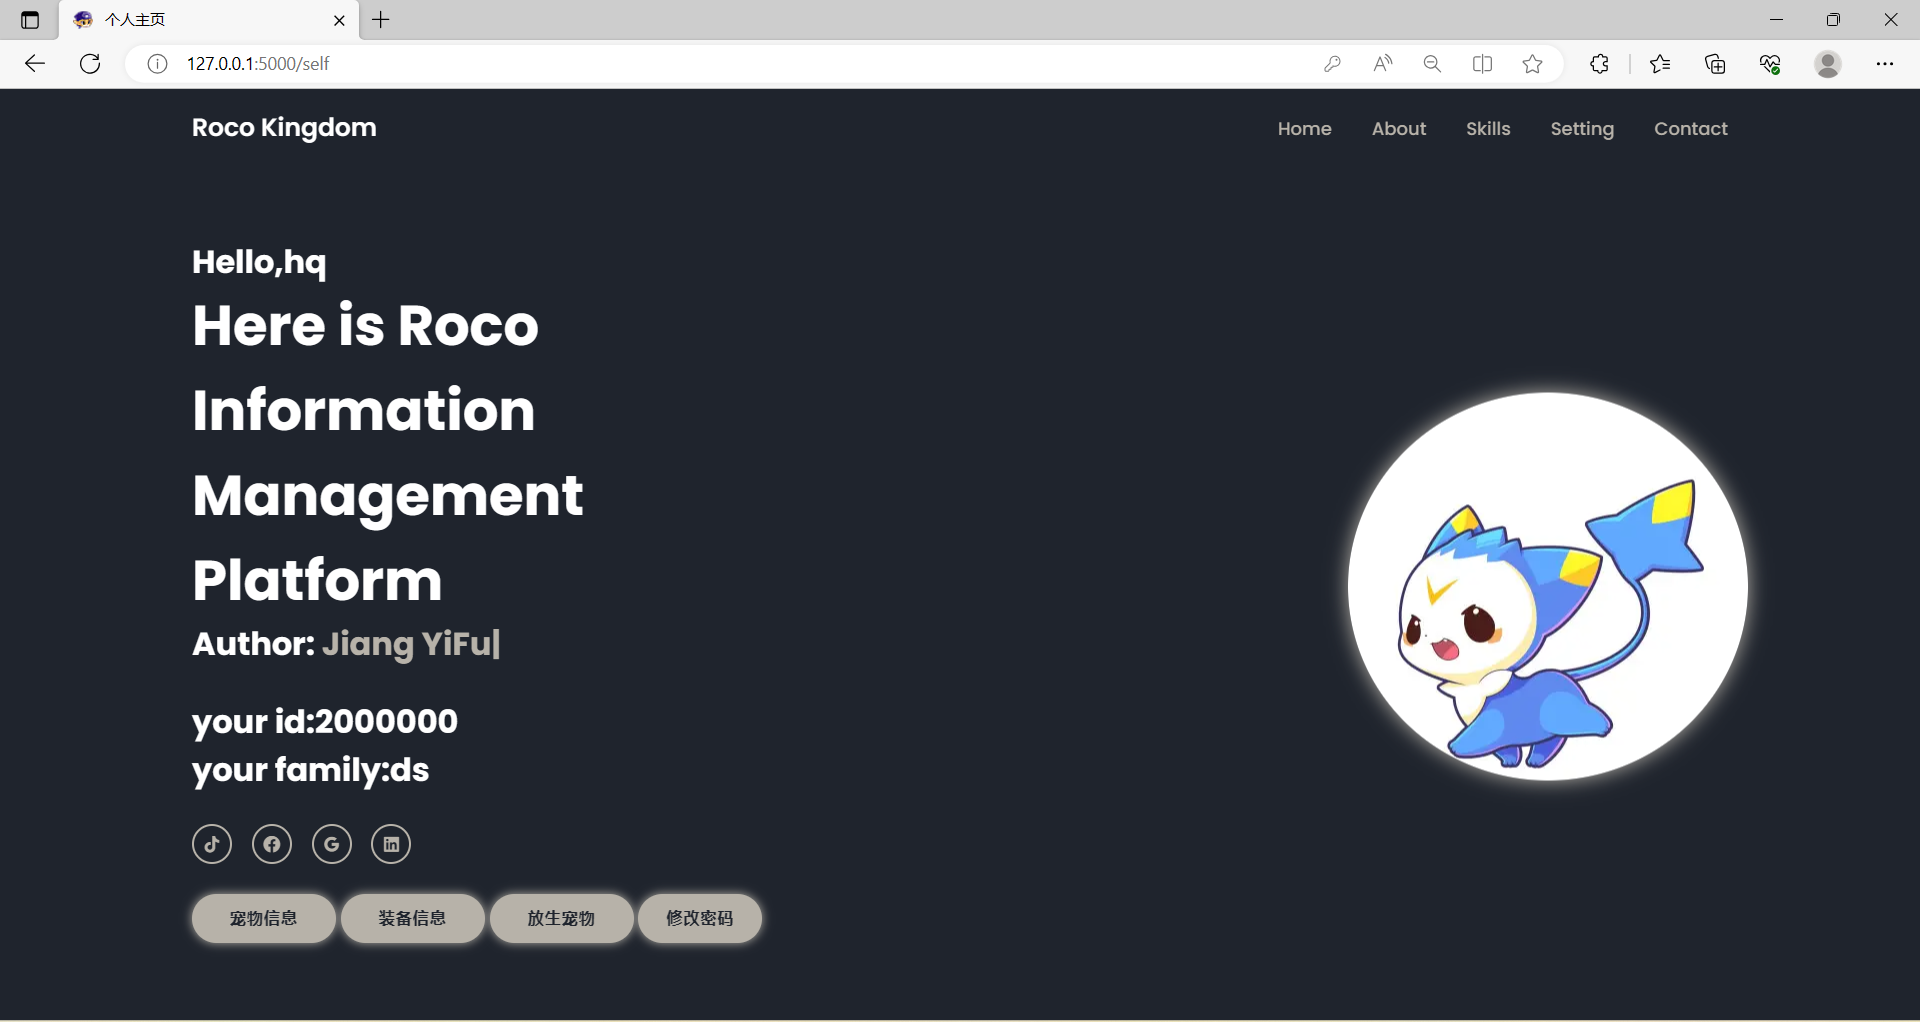 个人主页
127.0.0.1:5000/self
Roco Kingdom
Home About Skills Setting Contact
Hello,hq
Here is Roco
Information
Management
Platform
Author: Jiang YiFu|
your id:2000000
your family:ds
宠物信息 装备信息 放生宠物 修改密码